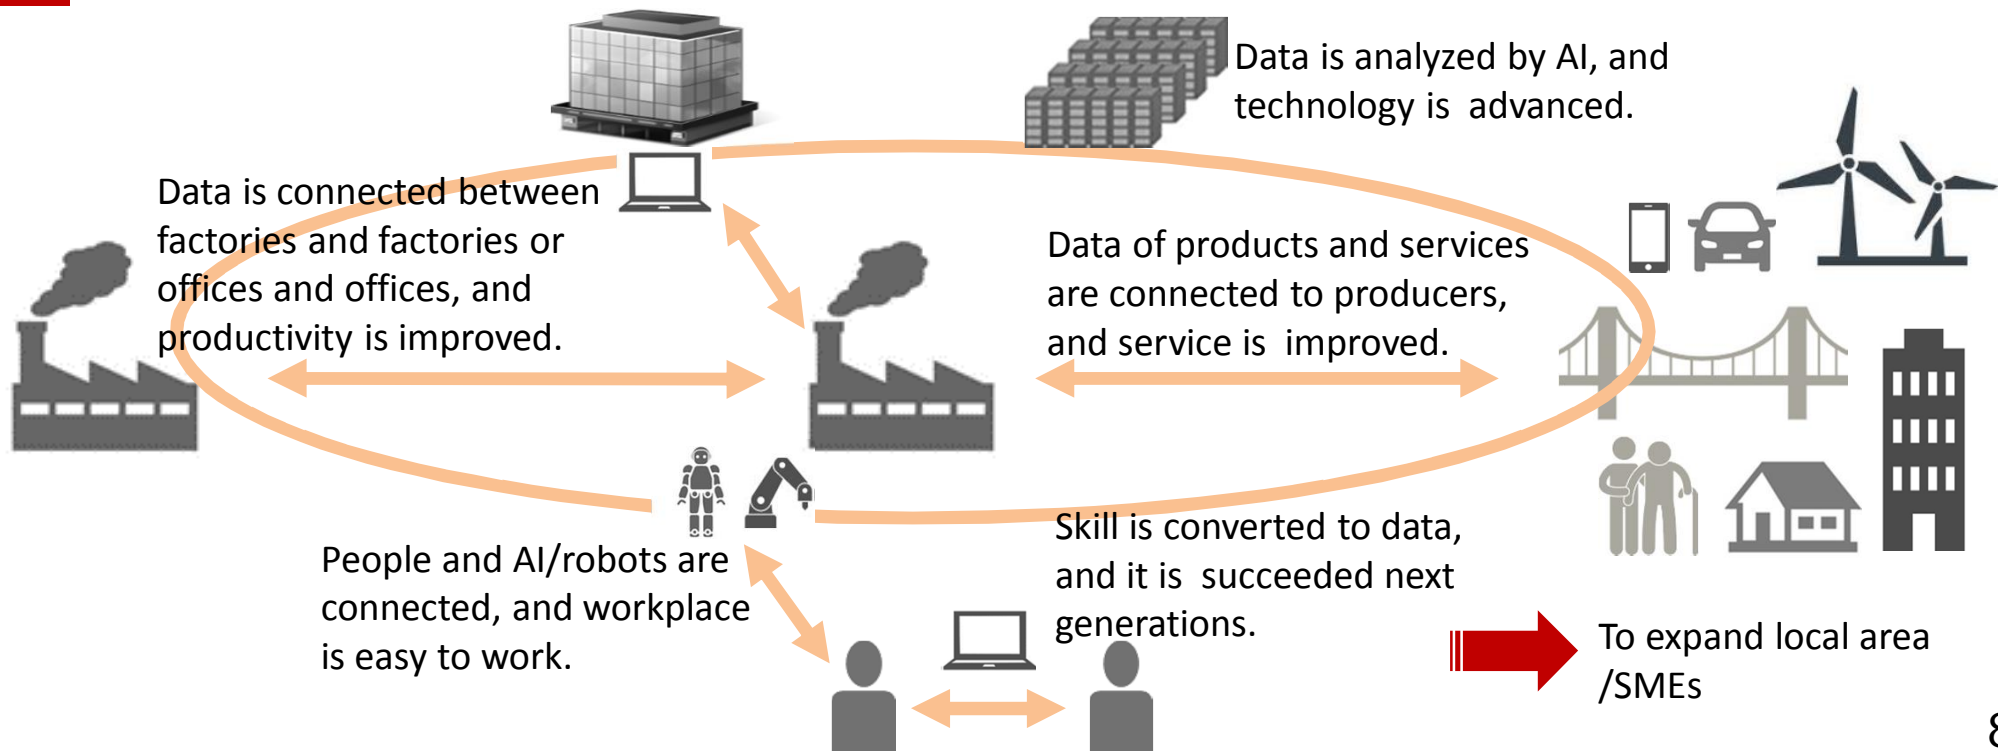 Data is analyzed by AI, and
technology is advanced.
Data is connected between
factories and factories or
offices and offices, and
productivity is improved.
Data of products and services
are connected to producers,
and service is improved.
People and AI/robots are
connected, and workplace
is easy to work.
Skill is converted to data,
and it is succeeded next
generations.
To expand local area
/SMEs
8